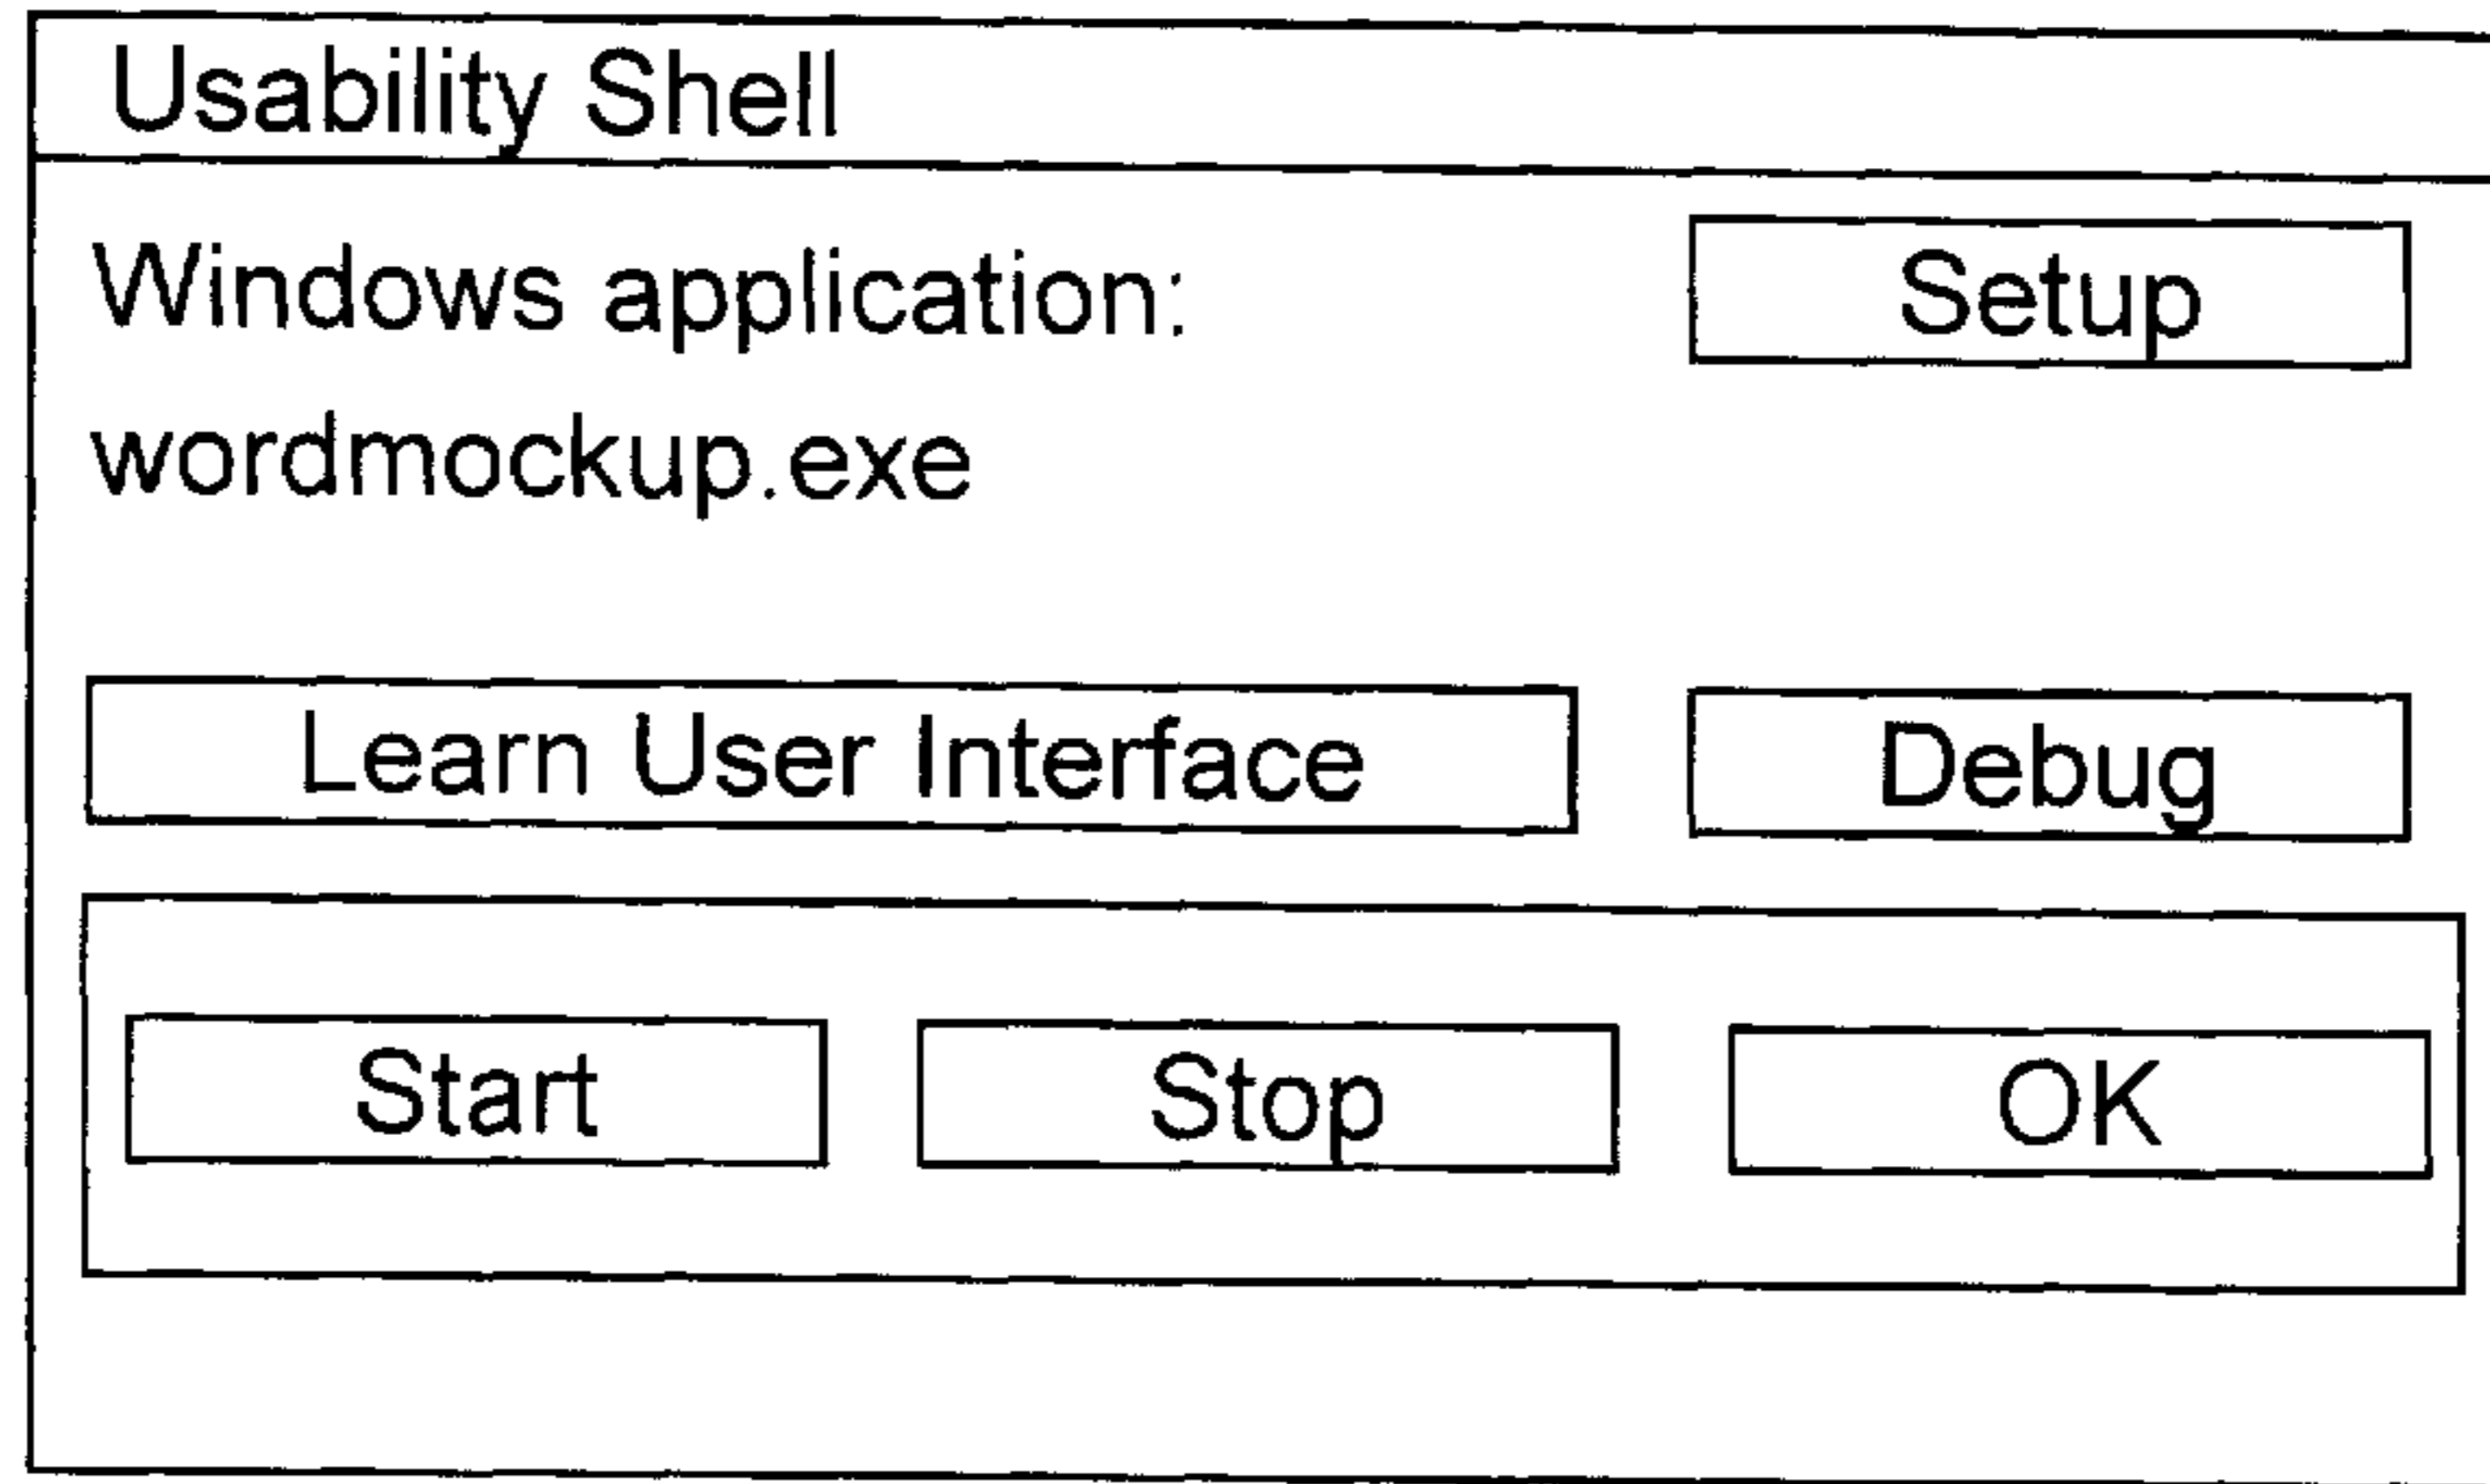 Usability Shell
Windows application:
Setup
wordmockup.exe
Learn User Interface
Debug
Start
Stop
OK